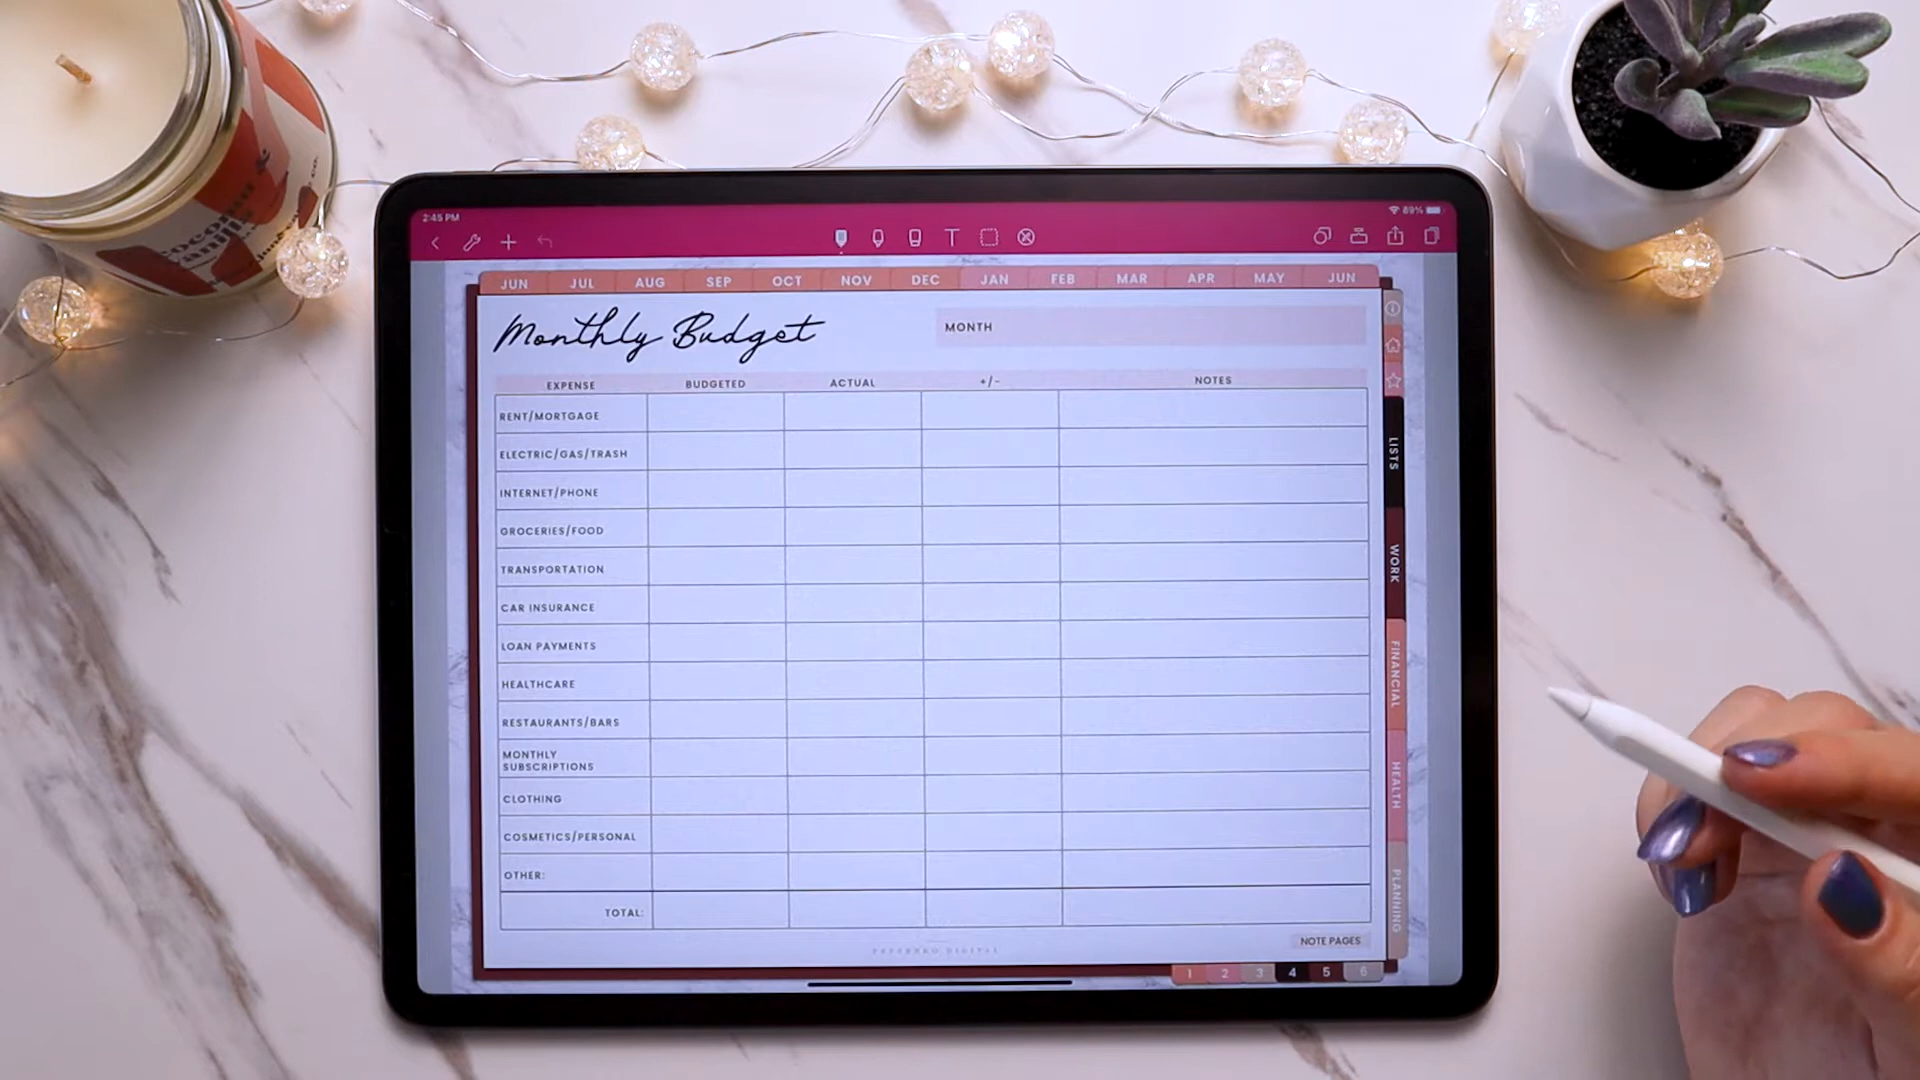 coconut &
vanilla
2:45 PM
89%
T
JUN JUL AUG SEP OCT NOV DEC JAN FEB MAR APR MAY JUN
Monthly Budget
MONTH
EXPENSE BUDGETED ACTUAL +/- NOTES
RENT/MORTGAGE
ELECTRIC/GAS/TRASH
INTERNET/PHONE
GROCERIES/FOOD
TRANSPORTATION
CAR INSURANCE
LOAN PAYMENTS
HEALTHCARE
RESTAURANTS/BARS
MONTHLY
SUBSCRIPTIONS
CLOTHING
COSMETICS/PERSONAL
OTHER:
TOTAL:
NOTE PAGES
1 2 3 4 5 6
LISTS
WORK
FINANCIAL
HEALTH
PLANNING